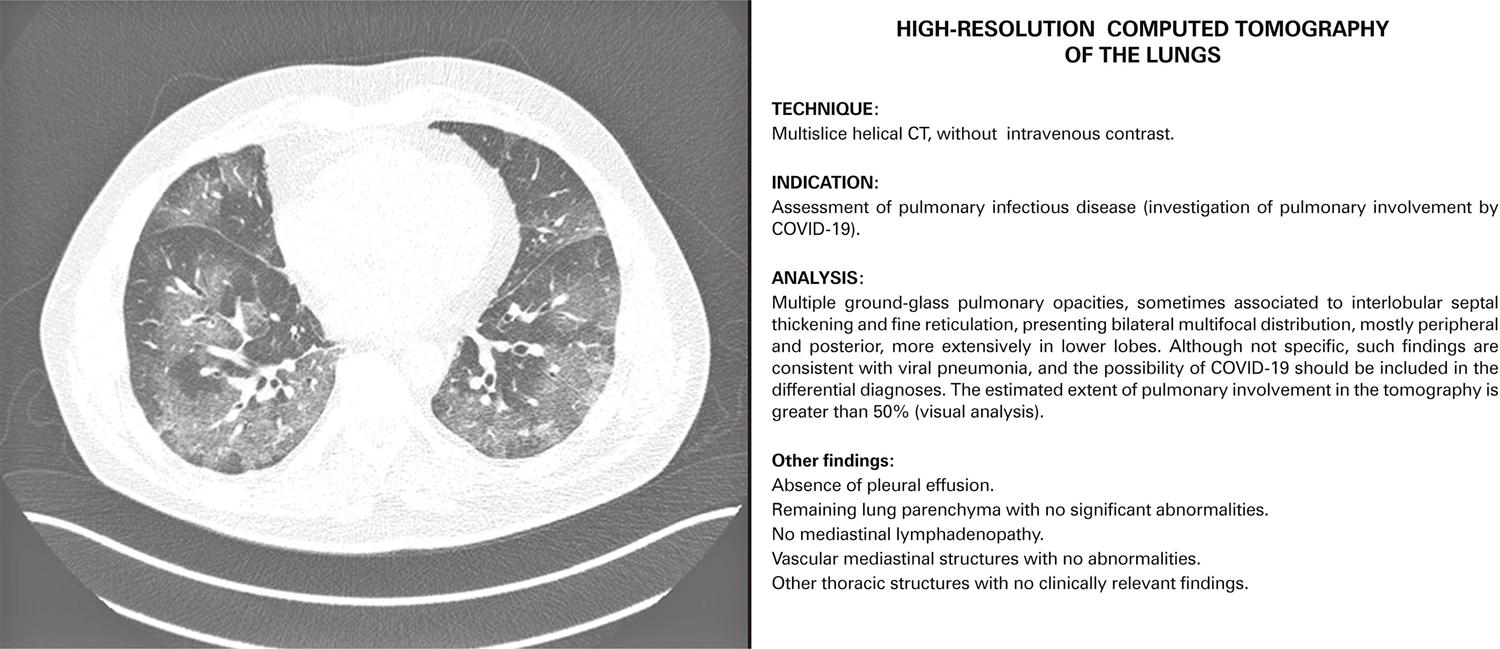 HIGH-RESOLUTION COMPUTED TOMOGRAPHY
OF THE LUNGS
TECHNIQUE:
Multislice helical CT, without intravenous contrast.
INDICATION:
Assessment of pulmonary infectious disease (investigation of pulmonary involvement by
COVID-19).
ANALYSIS:
Multiple ground-glass pulmonary opacities, sometimes associated to interlobular septal
thickening and fine reticulation, presenting bilateral multifocal distribution, mostly peripheral
and posterior, more extensively in lower lobes. Although not specific, such findings are
consistent with viral pneumonia, and the possibility of COVID-19 should be included in the
differential diagnoses. The estimated extent of pulmonary involvement in the tomography is
greater than 50% (visual analysis).
Other findings:
Absence of pleural effusion.
Remaining lung parenchyma with no significant abnormalities.
No mediastinal lymphadenopathy.
Vascular mediastinal structures with no abnormalities.
Other thoracic structures with no clinically relevant findings.